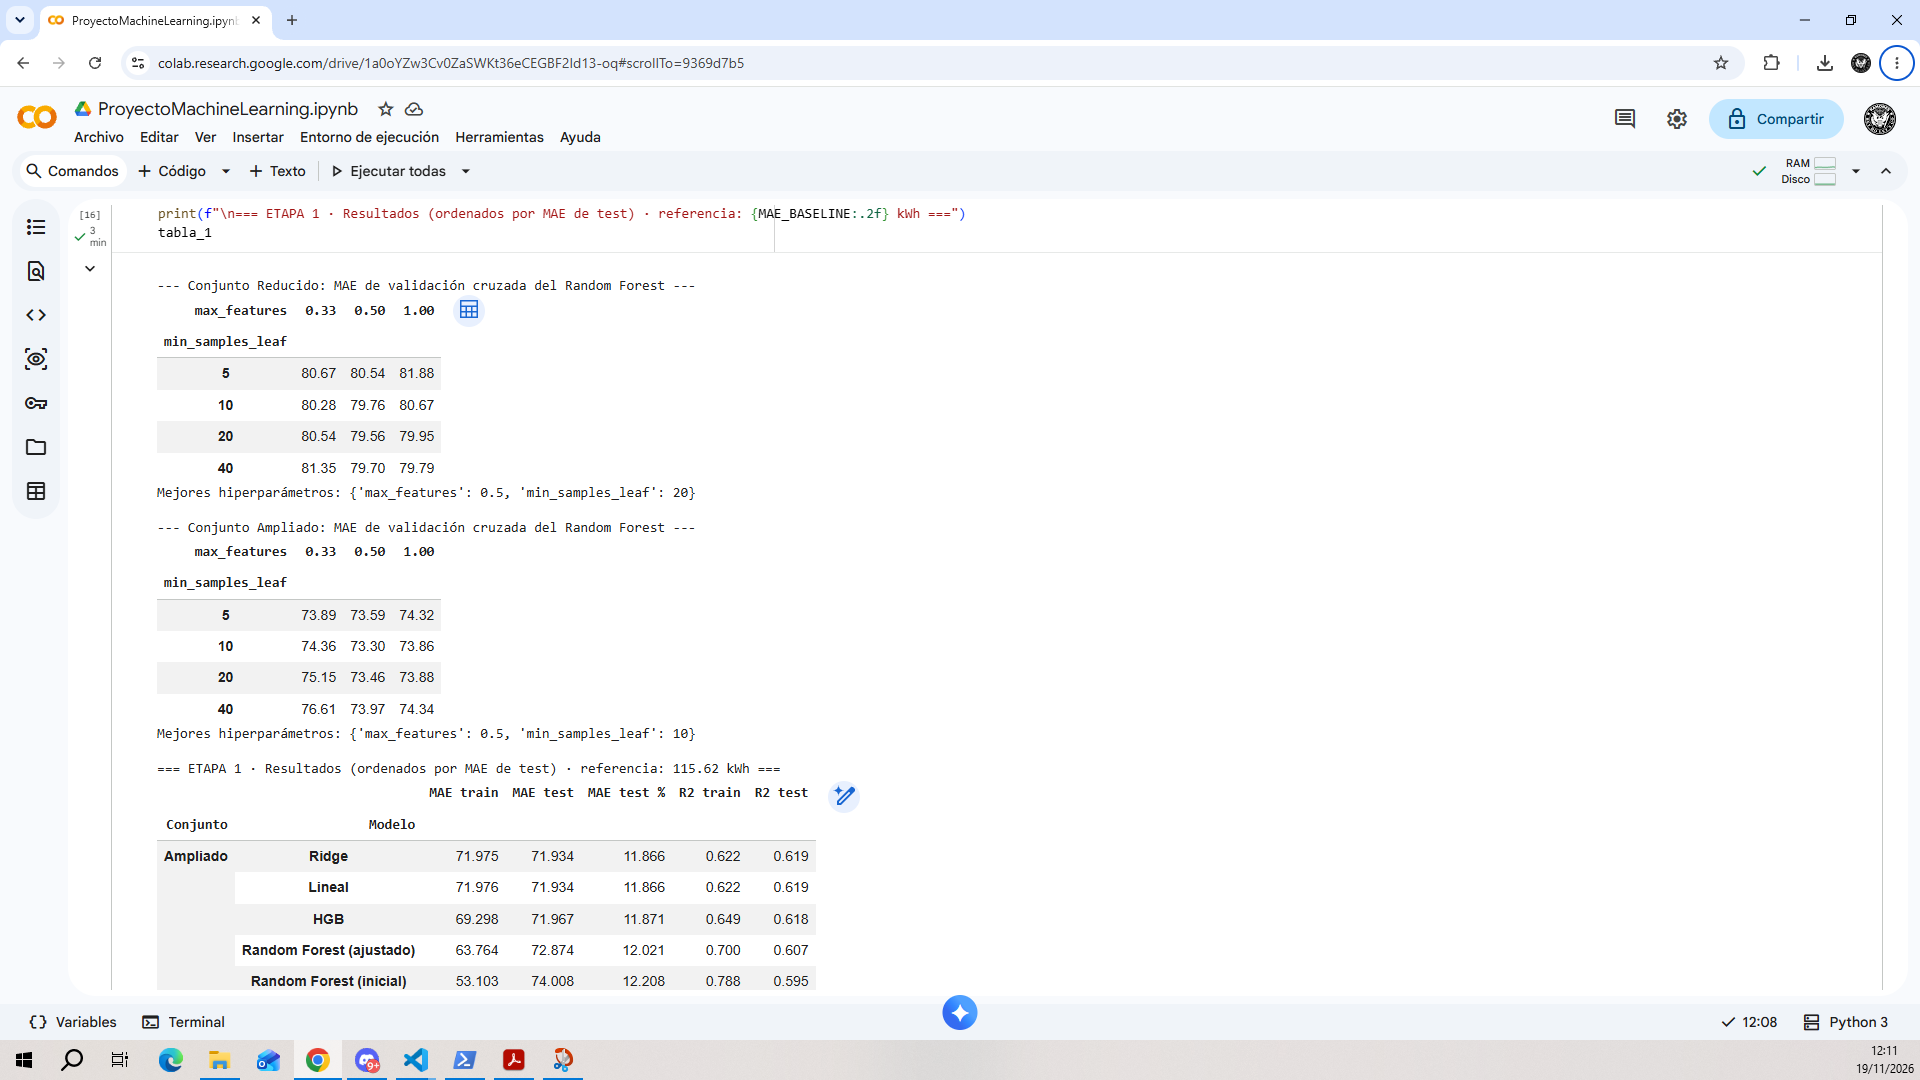 ProyectoMachineLearning.ipynb
colab.research.google.com/drive/1a0oYZw3Cv0ZaSWKt36eCEGBF2Id13-oq#scrollTo=9369d7b5
ProyectoMachineLearning.ipynb
Compartir
Archivo Editar Ver Insertar Entorno de ejecución Herramientas Ayuda
Comandos + Código + Texto Ejecutar todas RAM
Disco
[16] print(f"\n=== ETAPA 1 · Resultados (ordenados por MAE de test) · referencia: {MAE_BASELINE:.2f} kWh ===")
3 min tabla_1
--- Conjunto Reducido: MAE de validación cruzada del Random Forest ---
max_features 0.33 0.50 1.00
min_samples_leaf
5 80.67 80.54 81.88
10 80.28 79.76 80.67
20 80.54 79.56 79.95
40 81.35 79.70 79.79
Mejores hiperparámetros: {'max_features': 0.5, 'min_samples_leaf': 20}
--- Conjunto Ampliado: MAE de validación cruzada del Random Forest ---
max_features 0.33 0.50 1.00
min_samples_leaf
5 73.89 73.59 74.32
10 74.36 73.30 73.86
20 75.15 73.46 73.88
40 76.61 73.97 74.34
Mejores hiperparámetros: {'max_features': 0.5, 'min_samples_leaf': 10}
=== ETAPA 1 · Resultados (ordenados por MAE de test) · referencia: 115.62 kWh ===
MAE train MAE test MAE test % R2 train R2 test
Conjunto Modelo
Ampliado Ridge 71.975 71.934 11.866 0.622 0.619
Lineal 71.976 71.934 11.866 0.622 0.619
HGB 69.298 71.967 11.871 0.649 0.618
Random Forest (ajustado) 63.764 72.874 12.021 0.700 0.607
Random Forest (inicial) 53.103 74.008 12.208 0.788 0.595
Variables Terminal 12:08 Python 3
9+
12:11
19/11/2026